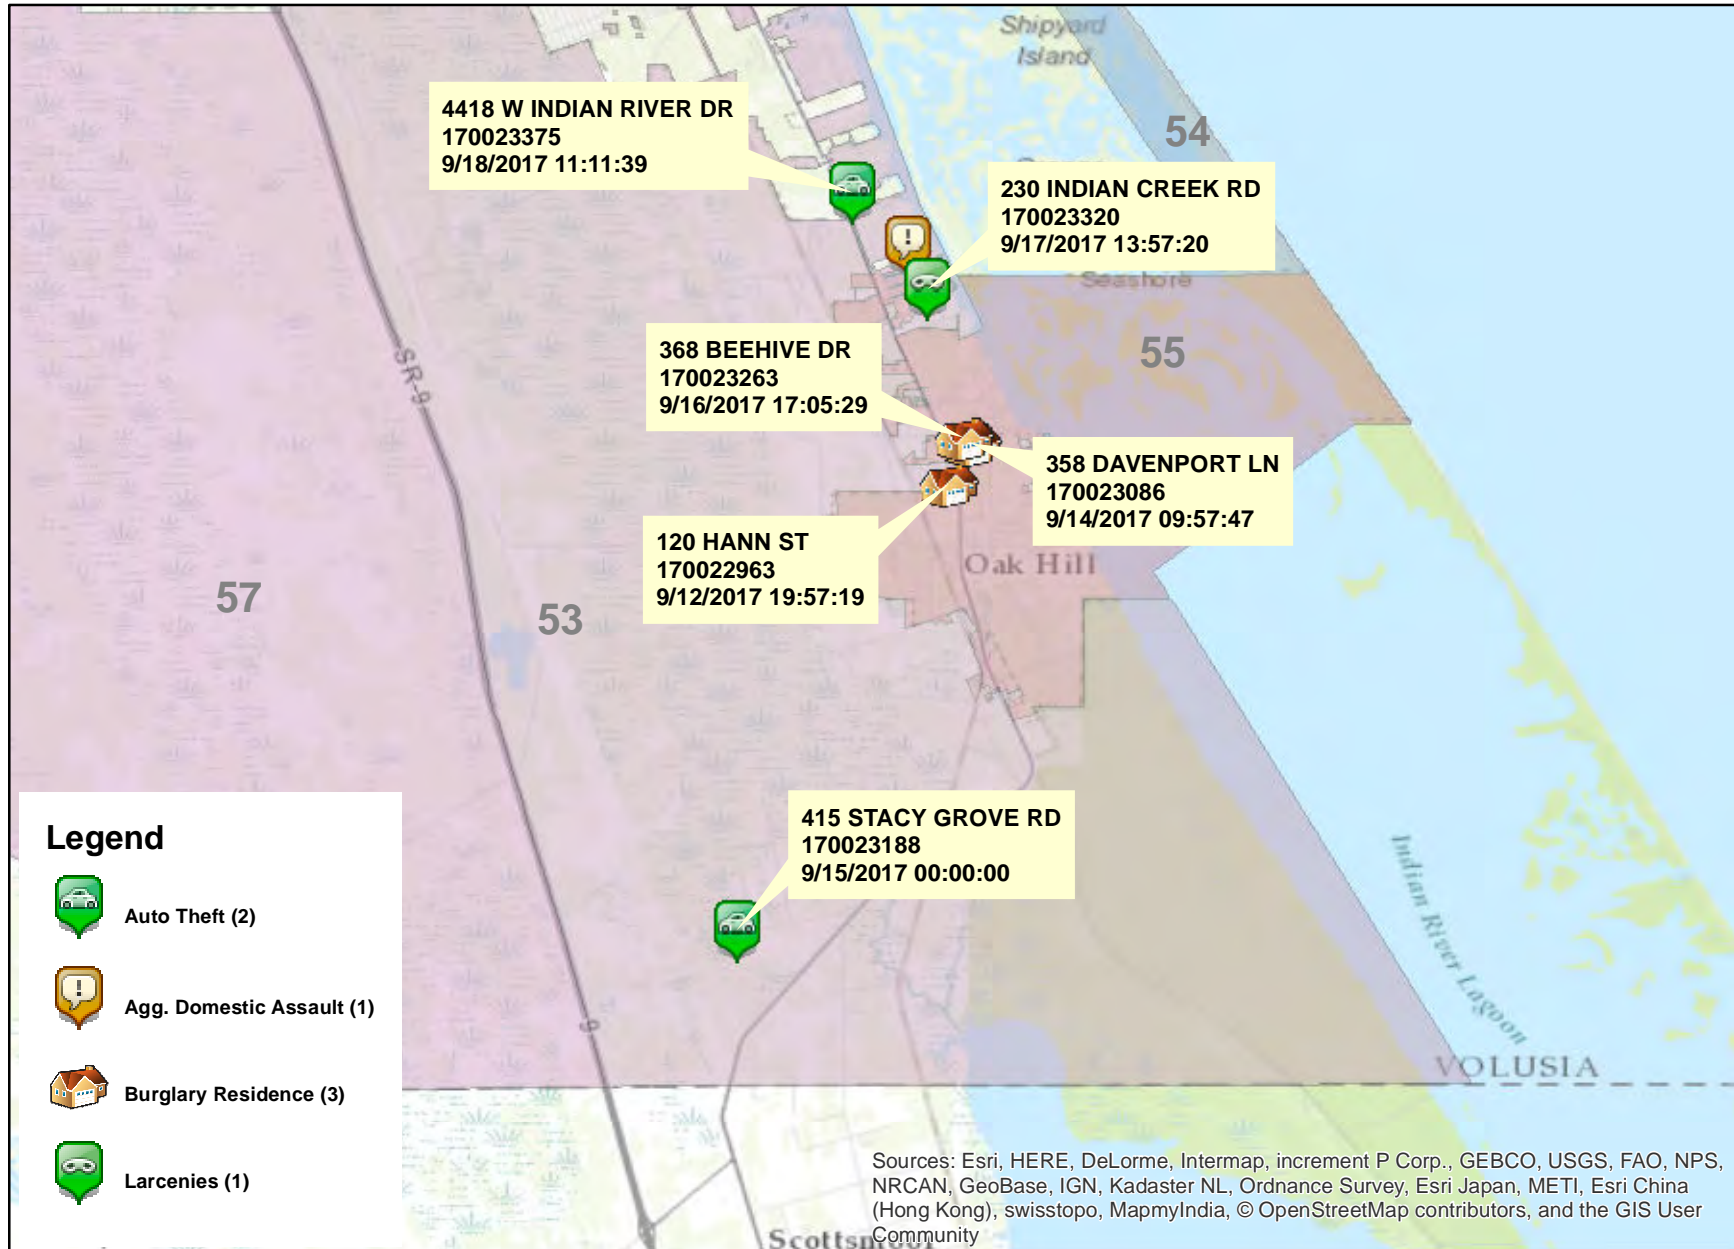 Shipyard
Island
54
4418 W INDIAN RIVER DR
170023375
9/18/2017 11:11:39
230 INDIAN CREEK RD
170023320
9/17/2017 13:57:20
Seashore
55
SR-9
368 BEEHIVE DR
170023263
9/16/2017 17:05:29
358 DAVENPORT LN
170023086
9/14/2017 09:57:47
120 HANN ST
170022963
9/12/2017 19:57:19
Oak Hill
57
53
415 STACY GROVE RD
170023188
9/15/2017 00:00:00
Legend
Auto Theft (2)
Agg. Domestic Assault (1)
Burglary Residence (3)
Larcenies (1)
9
Indian River Lagoon
VOLUSIA
Sources: Esri, HERE, DeLorme, Intermap, increment P Corp., GEBCO, USGS, FAO, NPS,
NRCAN, GeoBase, IGN, Kadaster NL, Ordnance Survey, Esri Japan, METI, Esri China
(Hong Kong), swisstopo, MapmyIndia, © OpenStreetMap contributors, and the GIS User
Community